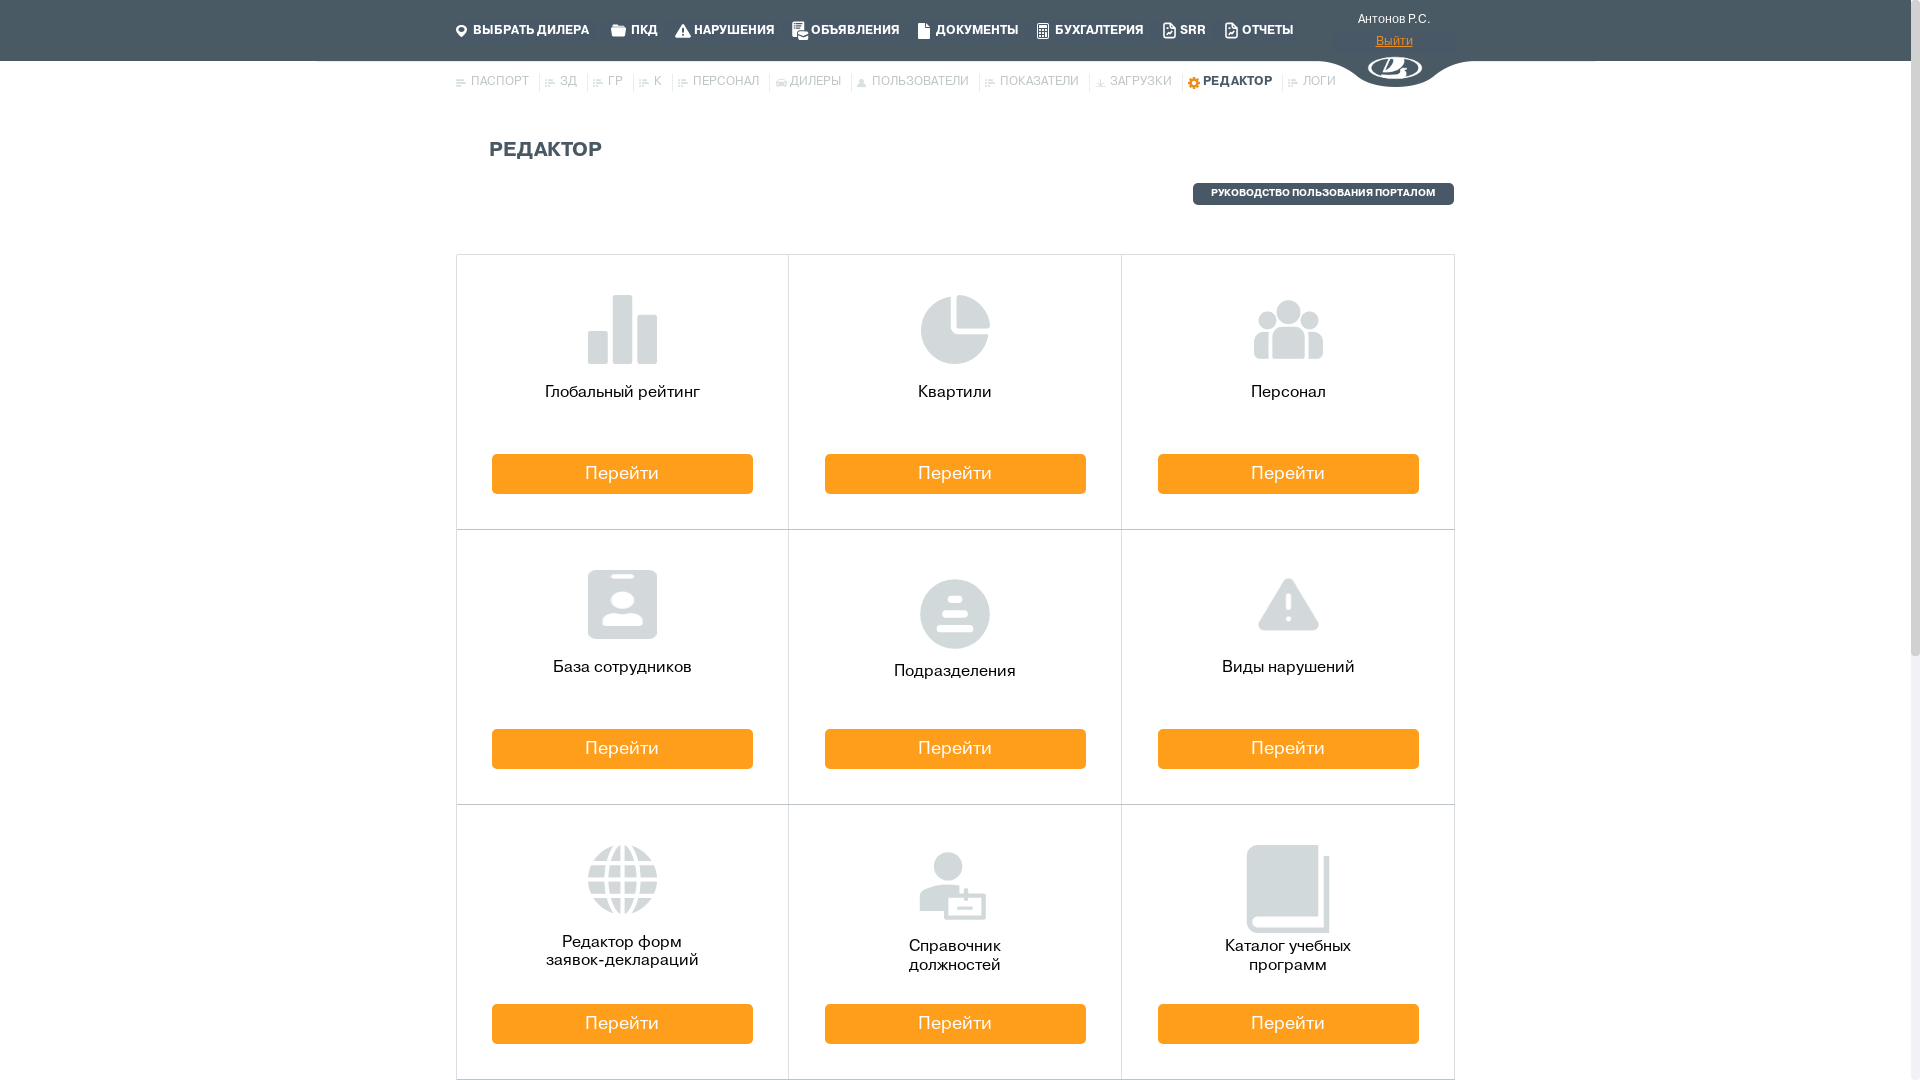 ВЫБРАТЬ ДИЛЕРА ПКД НАРУШЕНИЯ ОБЪЯВЛЕНИЯ ДОКУМЕНТЫ БУХГАЛТЕРИЯ SRR ОТЧЕТЫ
Антонов Р.С.
Выйти
ПАСПОРТ ЗД ГР К ПЕРСОНАЛ ДИЛЕРЫ ПОЛЬЗОВАТЕЛИ ПОКАЗАТЕЛИ ЗАГРУЗКИ РЕДАКТОР ЛОГИ
РЕДАКТОР
РУКОВОДСТВО ПОЛЬЗОВАНИЯ ПОРТАЛОМ
Глобальный рейтинг
Перейти
Квартили
Перейти
Персонал
Перейти
База сотрудников
Перейти
Подразделения
Перейти
Виды нарушений
Перейти
Редактор форм
заявок-деклараций
Перейти
Справочник
должностей
Перейти
Каталог учебных
программ
Перейти